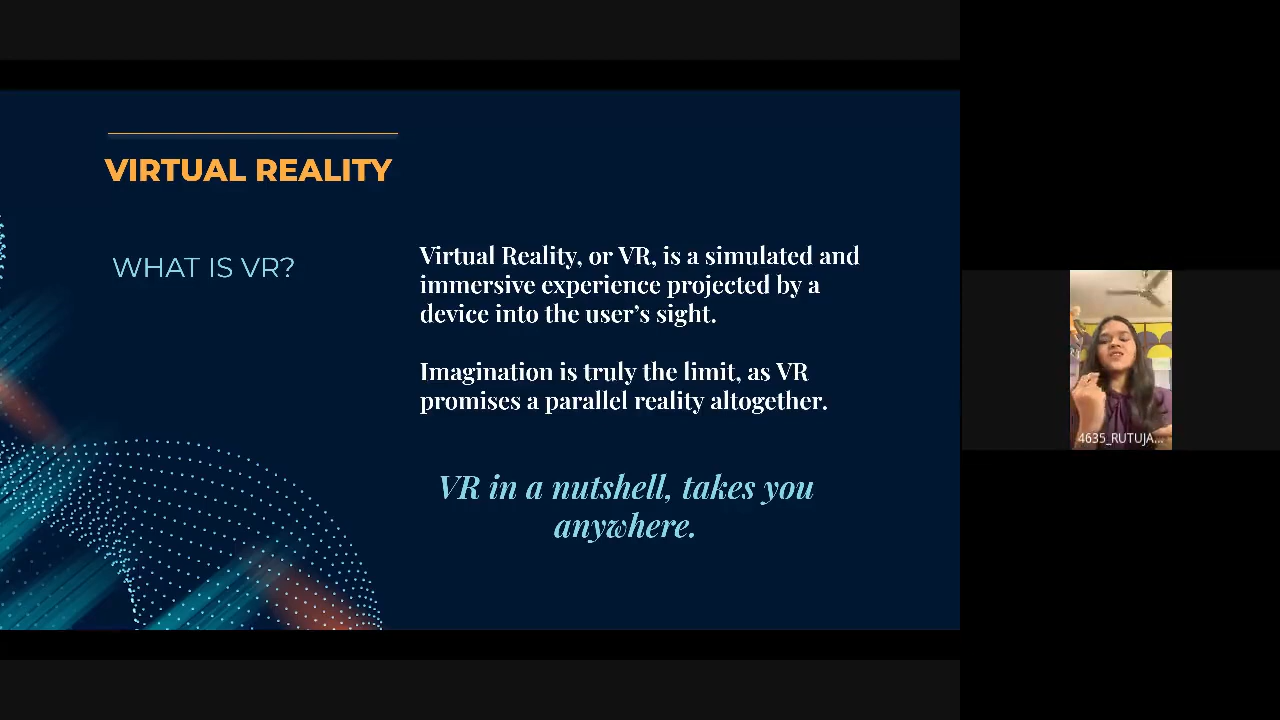 VIRTUAL REALITY
WHAT IS VR?
Virtual Reality, or VR, is a simulated and
immersive experience projected by a
device into the user’s sight.
Imagination is truly the limit, as VR
promises a parallel reality altogether.
VR in a nutshell, takes you
anywhere.
4635_RUTUJA...